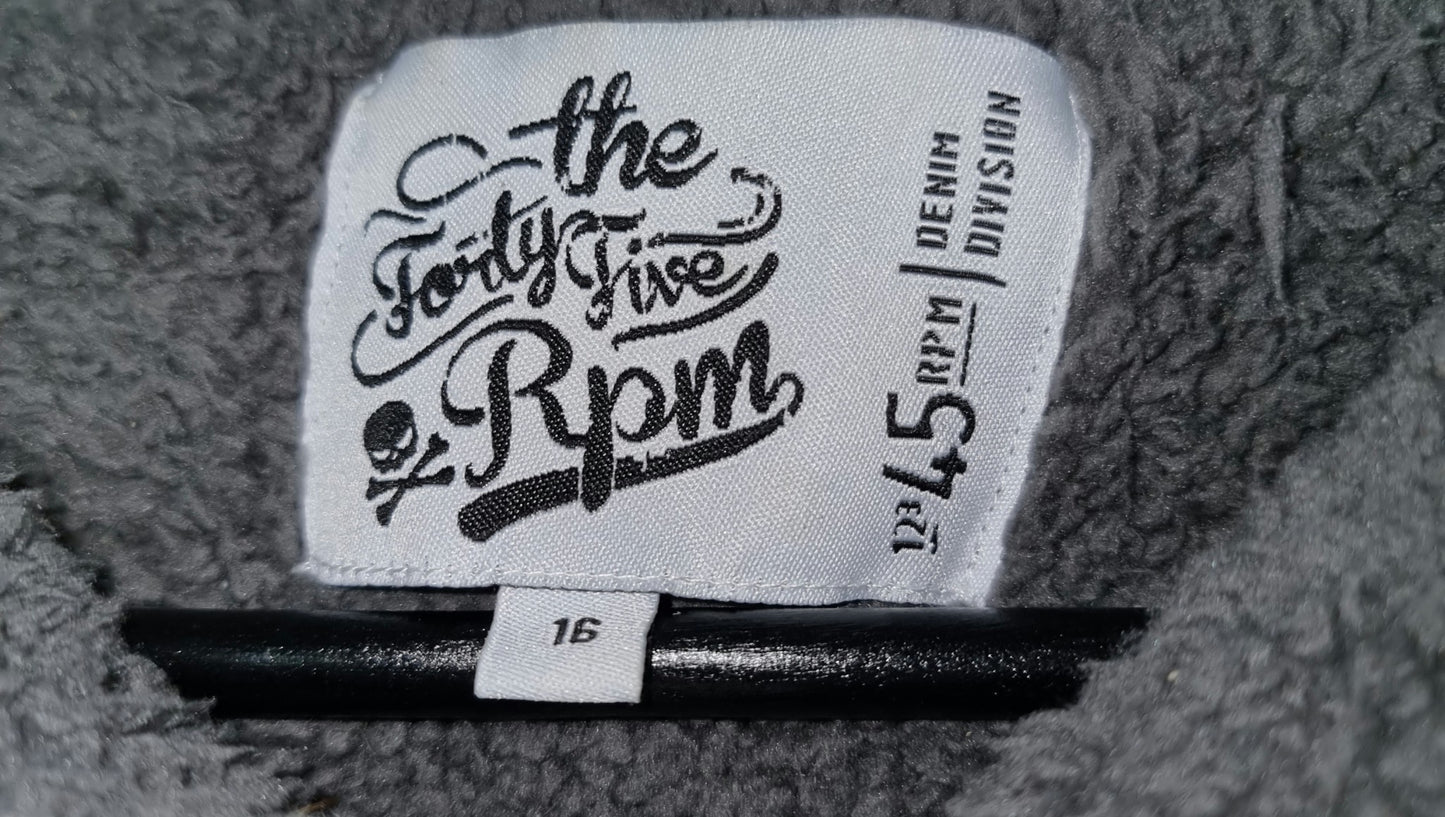 the
Forty Five
Rpm
123 45 RPM
DENIM
DIVISION
16